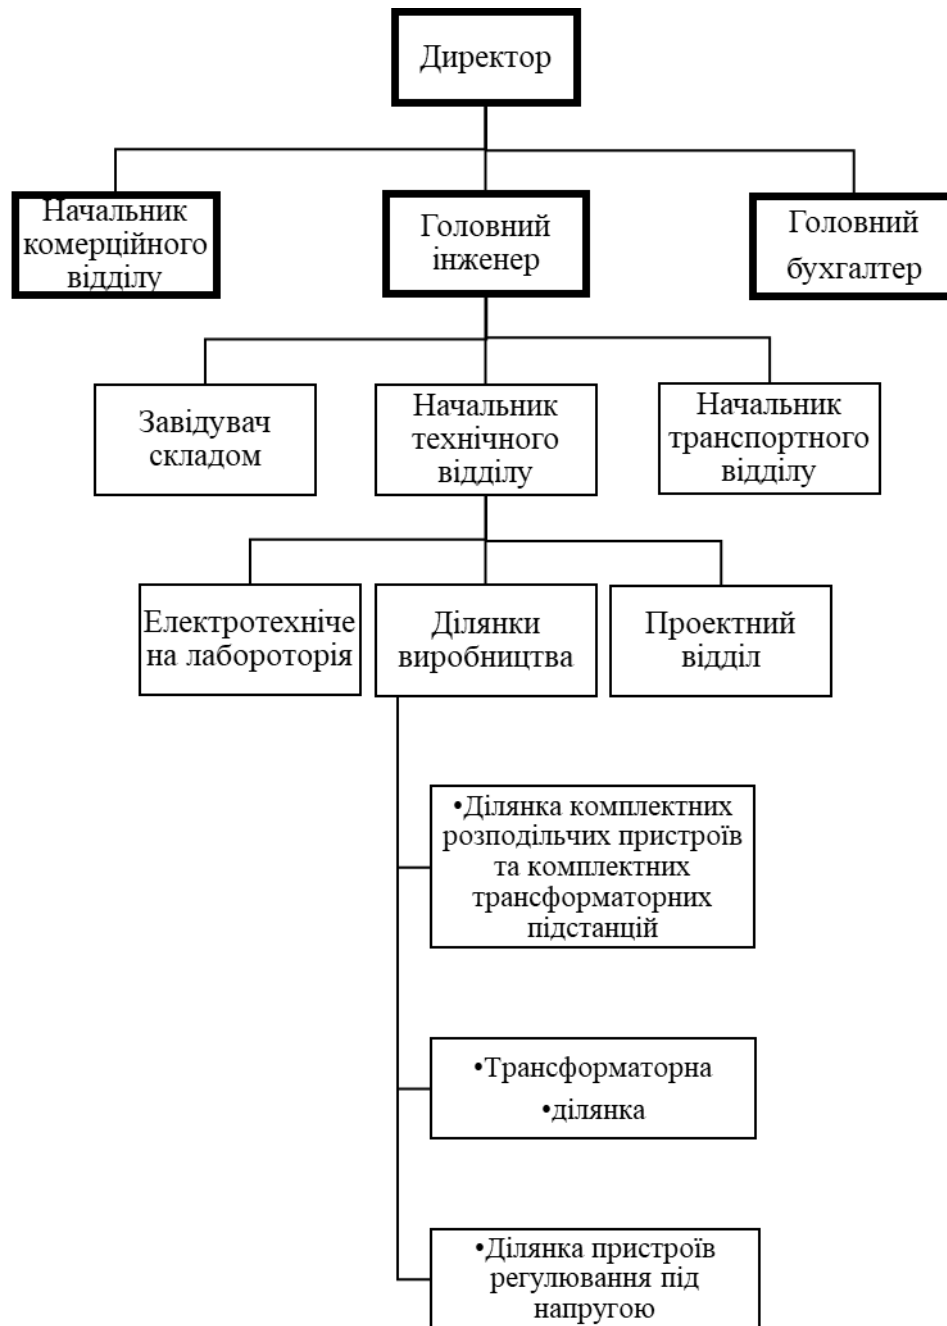 Директор
Начальник
комерційного
відділу
Головний
інженер
Головний
бухгалтер
Завідувач
складом
Начальник
технічного
відділу
Начальник
транспортного
відділу
Електротехніче
на лабороторія
Ділянки
виробництва
Проектний
відділ
•Ділянка комплектних
розподільчих пристроїв
та комплектних
трансформаторних
підстанцій
•Трансформаторна
•ділянка
•Ділянка пристроїв
регулювання під
напругою